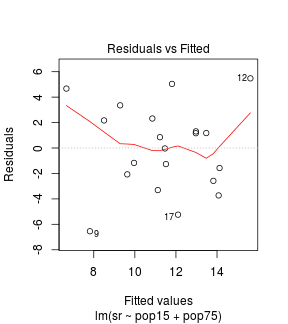 Residuals vs Fitted
Residuals
6
4
2
0
-2
-4
-6
-8
12
17
9
8 10 12 14
Fitted values
lm(sr ~ pop15 + pop75)